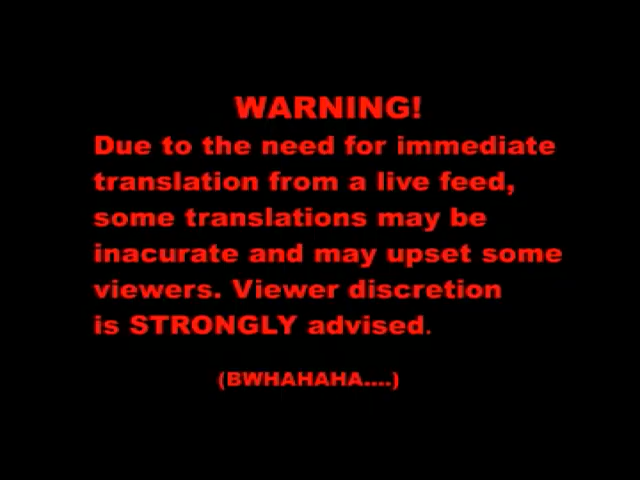 WARNING!
Due to the need for immediate
translation from a live feed,
some translations may be
inacurate and may upset some
viewers. Viewer discretion
is STRONGLY advised.
(BWHAHAHA....)